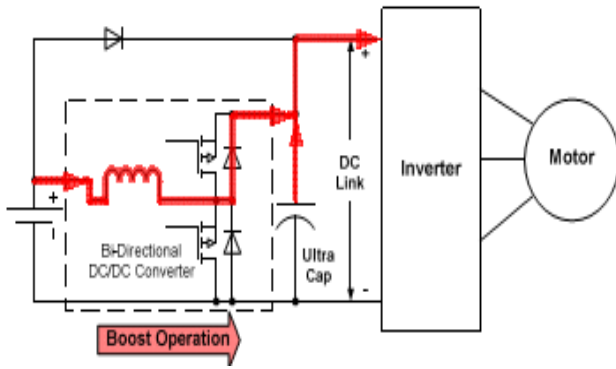 +
DC
Link
Inverter
Motor
+
Bi-Directional
DC/DC Converter
Ultra
Cap
-
Boost Operation